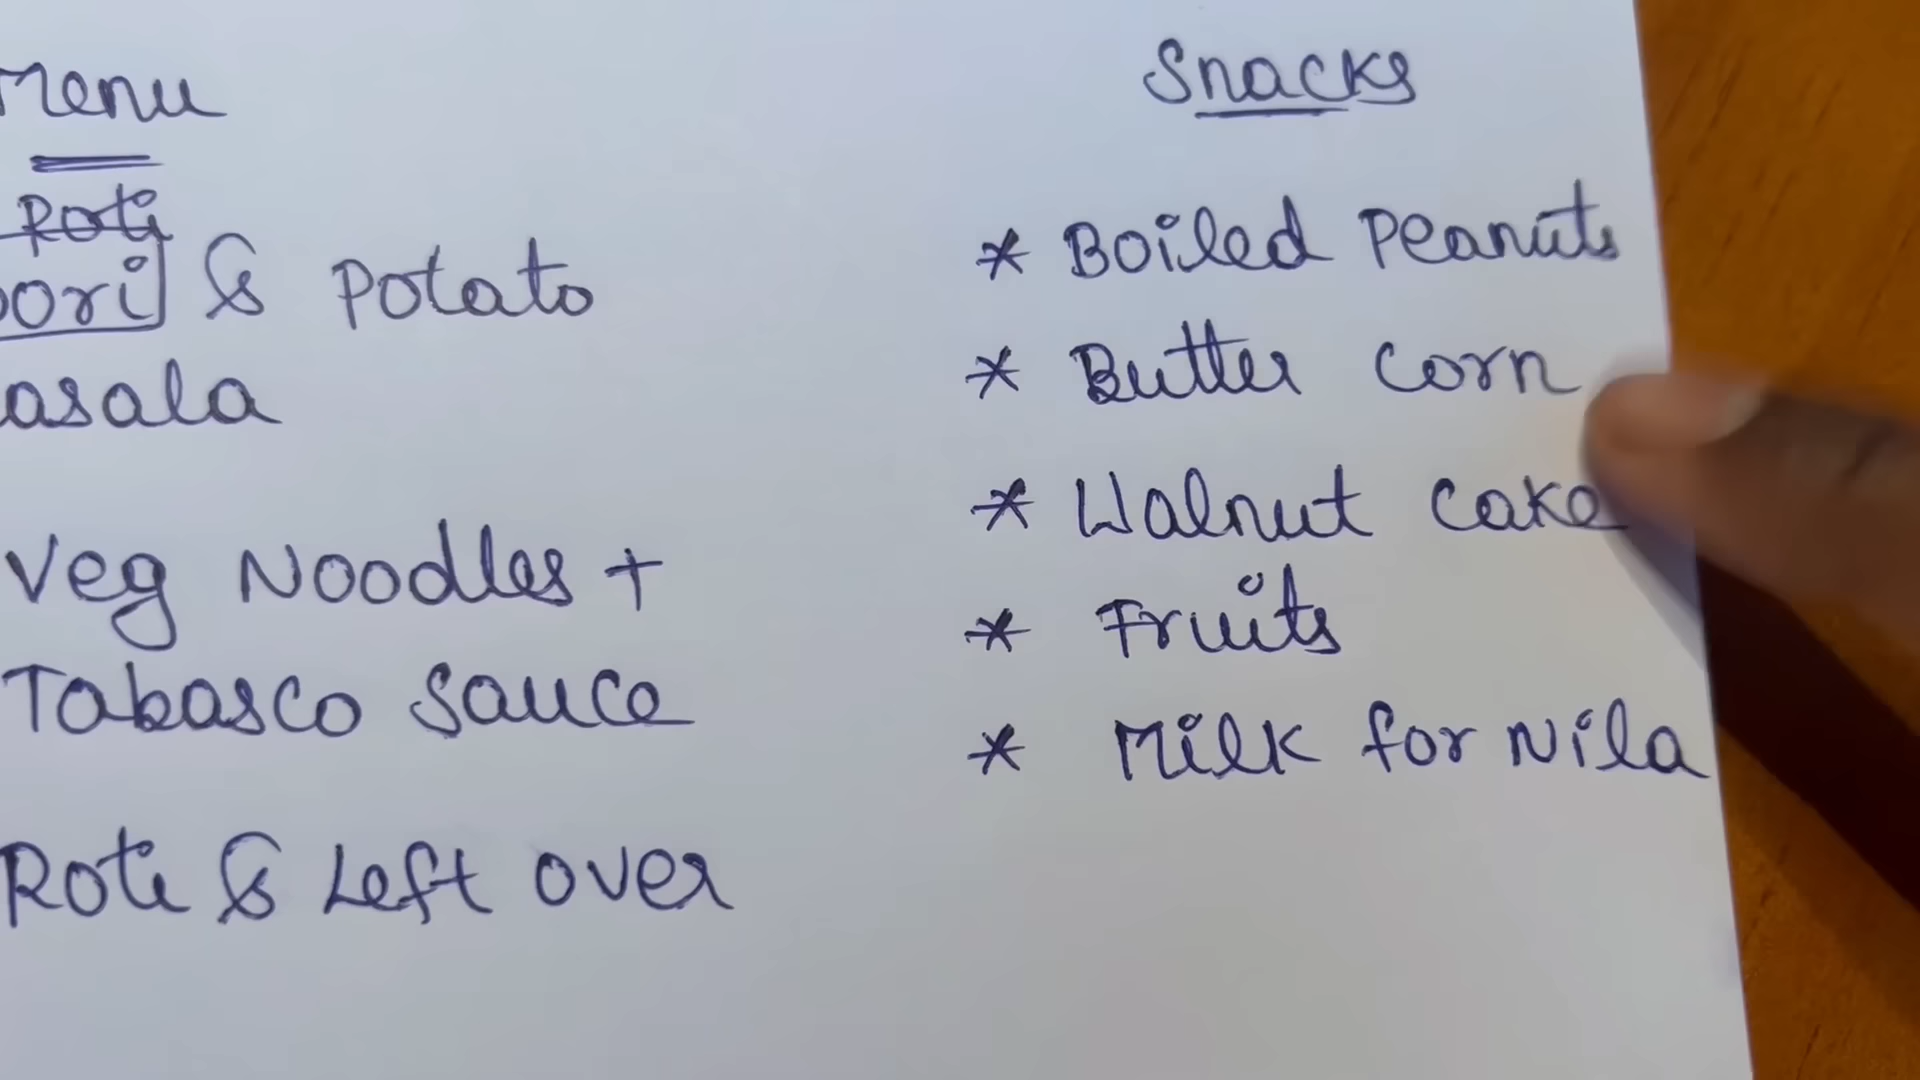 Menu
Roti
oori & Potato
asala
Veg Noodles +
Tabasco Sauce
Roti & Left over
Snacks
* Boiled Peanuts
* Butter Corn
* Walnut Cake
* Fruits
* Milk for Nila